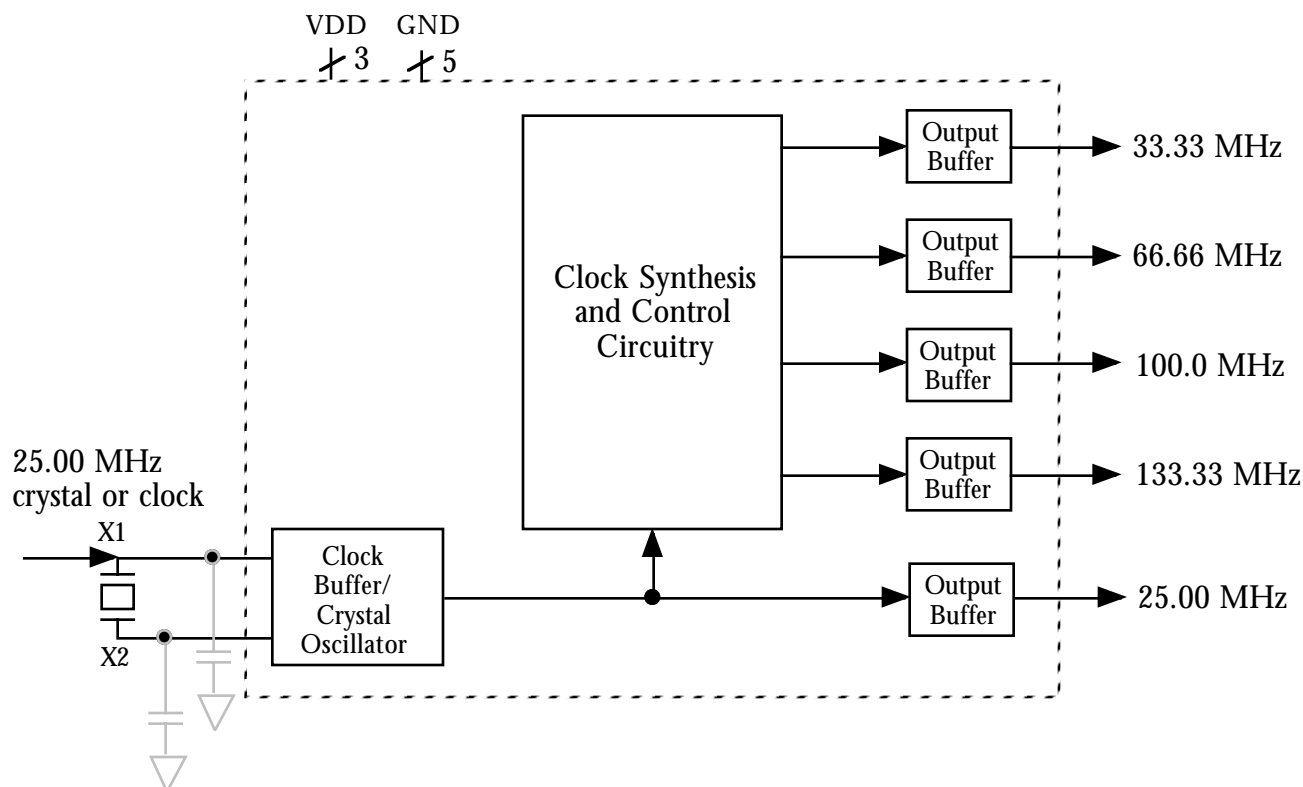 VDD GND
3 5
Output
Buffer
33.33 MHz
Output
Buffer
66.66 MHz
Clock Synthesis
and Control
Circuitry
Output
Buffer
100.0 MHz
Output
Buffer
133.33 MHz
25.00 MHz
crystal or clock
X1
X2
Clock
Buffer/
Crystal
Oscillator
Output
Buffer
25.00 MHz